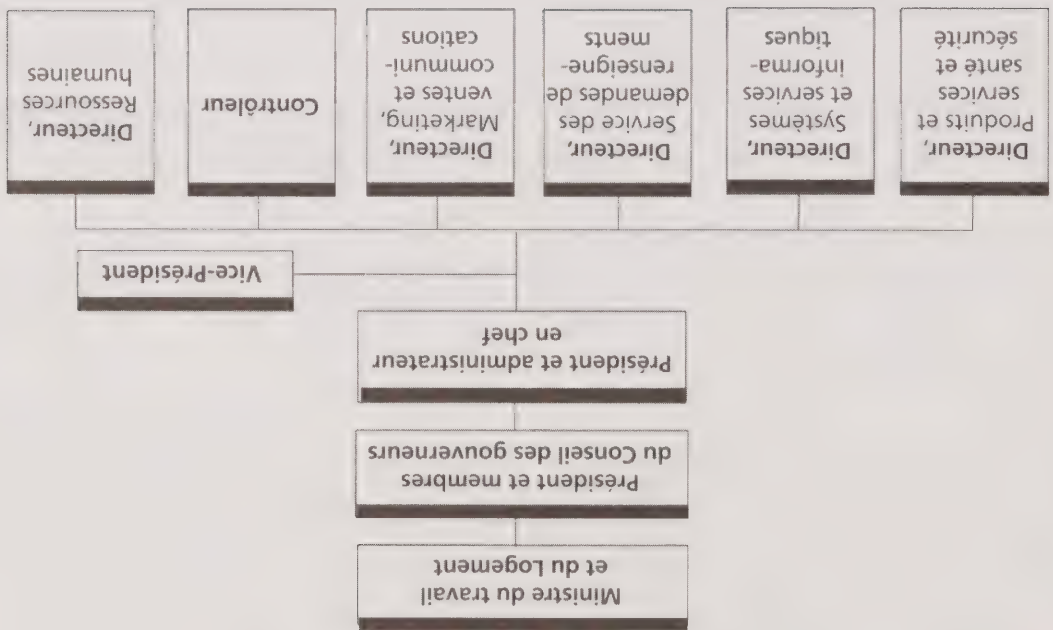 Ministre du travail
et du Logement
Président et membres
du Conseil des gouverneurs
Président et administrateur
en chef
Vice-Président
Directeur,
Produits et
services
santé et
sécurité
Directeur,
Systèmes
et services
informa-
tiques
Directeur,
Service des
demandes de
renseigne-
ments
Directeur,
Marketing,
ventes et
communi-
cations
Contrôleur
Directeur,
Ressources
humaines